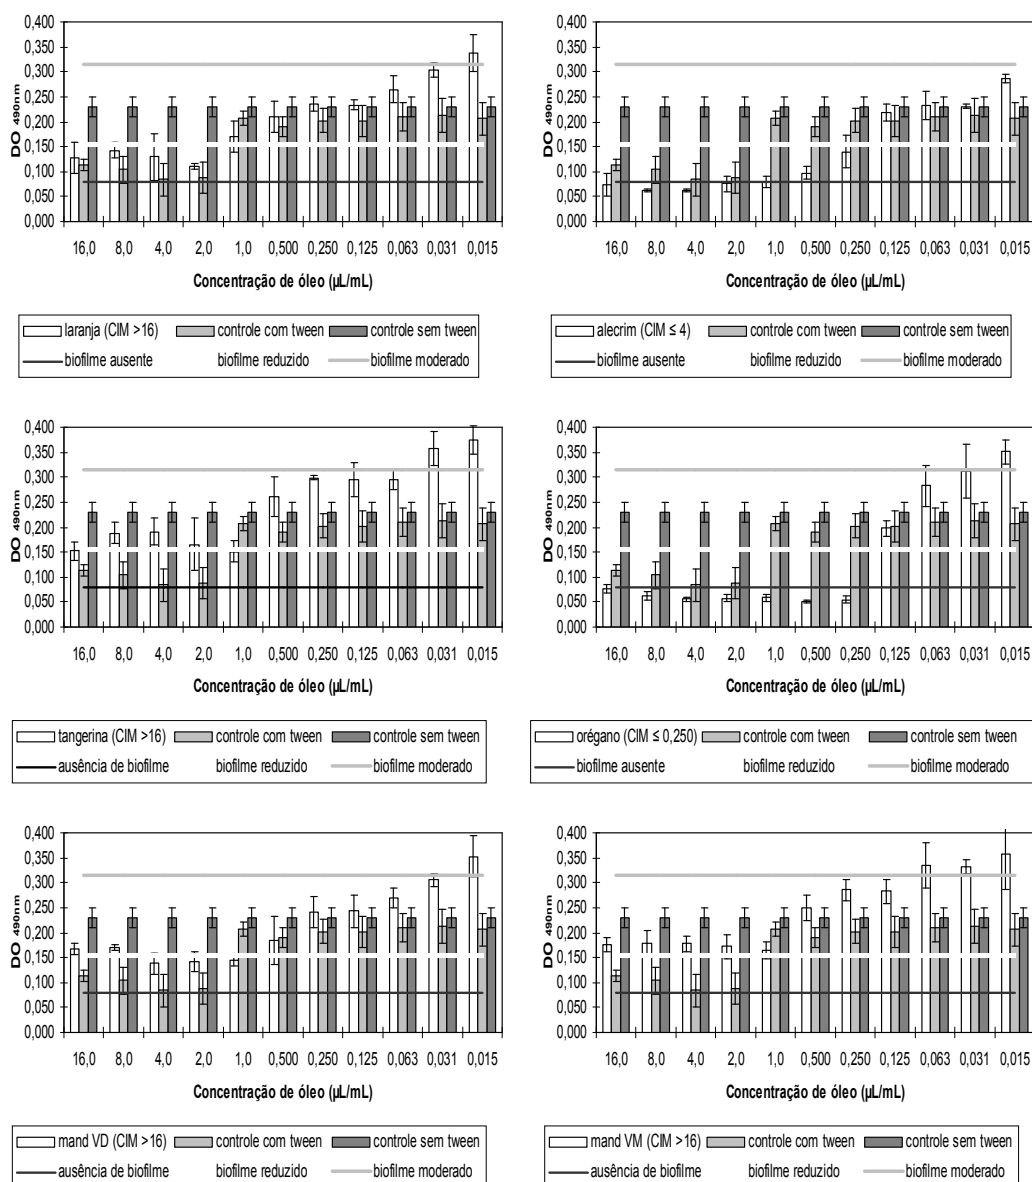 0,400
0,350
0,300
0,250
0,200
0,150
0,100
0,050
0,000
DO 490nm
16,0 8,0 4,0 2,0 1,0 0,500 0,250 0,125 0,063 0,031 0,015
Concentração de óleo (µL/mL)
laranja (CIM >16) controle com tween controle sem tween
biofilme ausente biofilme reduzido biofilme moderado
0,400
0,350
0,300
0,250
0,200
0,150
0,100
0,050
0,000
DO 490nm
16,0 8,0 4,0 2,0 1,0 0,500 0,250 0,125 0,063 0,031 0,015
Concentração de óleo (µL/mL)
alecrim (CIM ≤ 4) controle com tween controle sem tween
biofilme ausente biofilme reduzido biofilme moderado
0,400
0,350
0,300
0,250
0,200
0,150
0,100
0,050
0,000
DO 490nm
16,0 8,0 4,0 2,0 1,0 0,500 0,250 0,125 0,063 0,031 0,015
Concentração de óleo (µL/mL)
tangerina (CIM >16) controle com tween controle sem tween
ausência de biofilme biofilme reduzido biofilme moderado
0,400
0,350
0,300
0,250
0,200
0,150
0,100
0,050
0,000
DO 490nm
16,0 8,0 4,0 2,0 1,0 0,500 0,250 0,125 0,063 0,031 0,015
Concentração de óleo (µL/mL)
orégano (CIM ≤ 0,250) controle com tween controle sem tween
biofilme ausente biofilme reduzido biofilme moderado
0,400
0,350
0,300
0,250
0,200
0,150
0,100
0,050
0,000
DO 490nm
16,0 8,0 4,0 2,0 1,0 0,500 0,250 0,125 0,063 0,031 0,015
Concentração de óleo (µL/mL)
mand VD (CIM >16) controle com tween controle sem tween
ausência de biofilme biofilme reduzido biofilme moderado
0,400
0,350
0,300
0,250
0,200
0,150
0,100
0,050
0,000
DO 490nm
16,0 8,0 4,0 2,0 1,0 0,500 0,250 0,125 0,063 0,031 0,015
Concentração de óleo (µL/mL)
mand VM (CIM >16) controle com tween controle sem tween
ausência de biofilme biofilme reduzido biofilme moderado